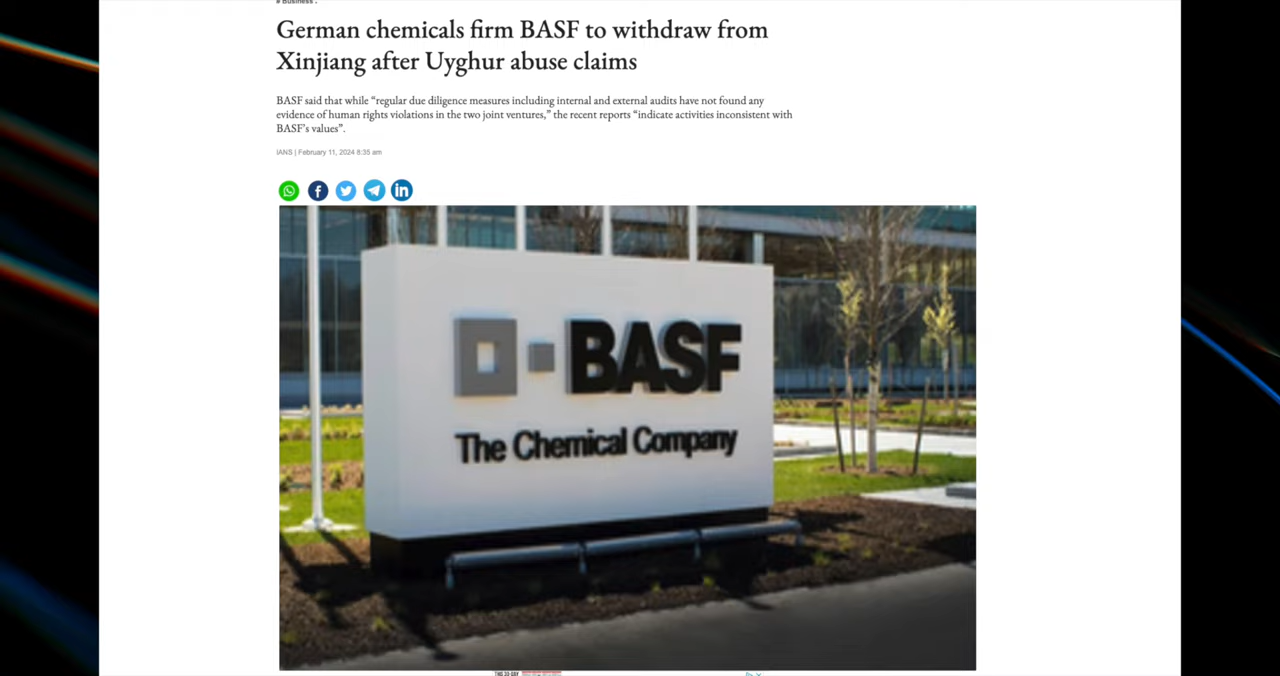 # Business .
German chemicals firm BASF to withdraw from
Xinjiang after Uyghur abuse claims
BASF said that while “regular due diligence measures including internal and external audits have not found any
evidence of human rights violations in the two joint ventures,” the recent reports “indicate activities inconsistent with
BASF’s values”.
IANS | February 11, 2024 8:35 am
BASF
The Chemical Company